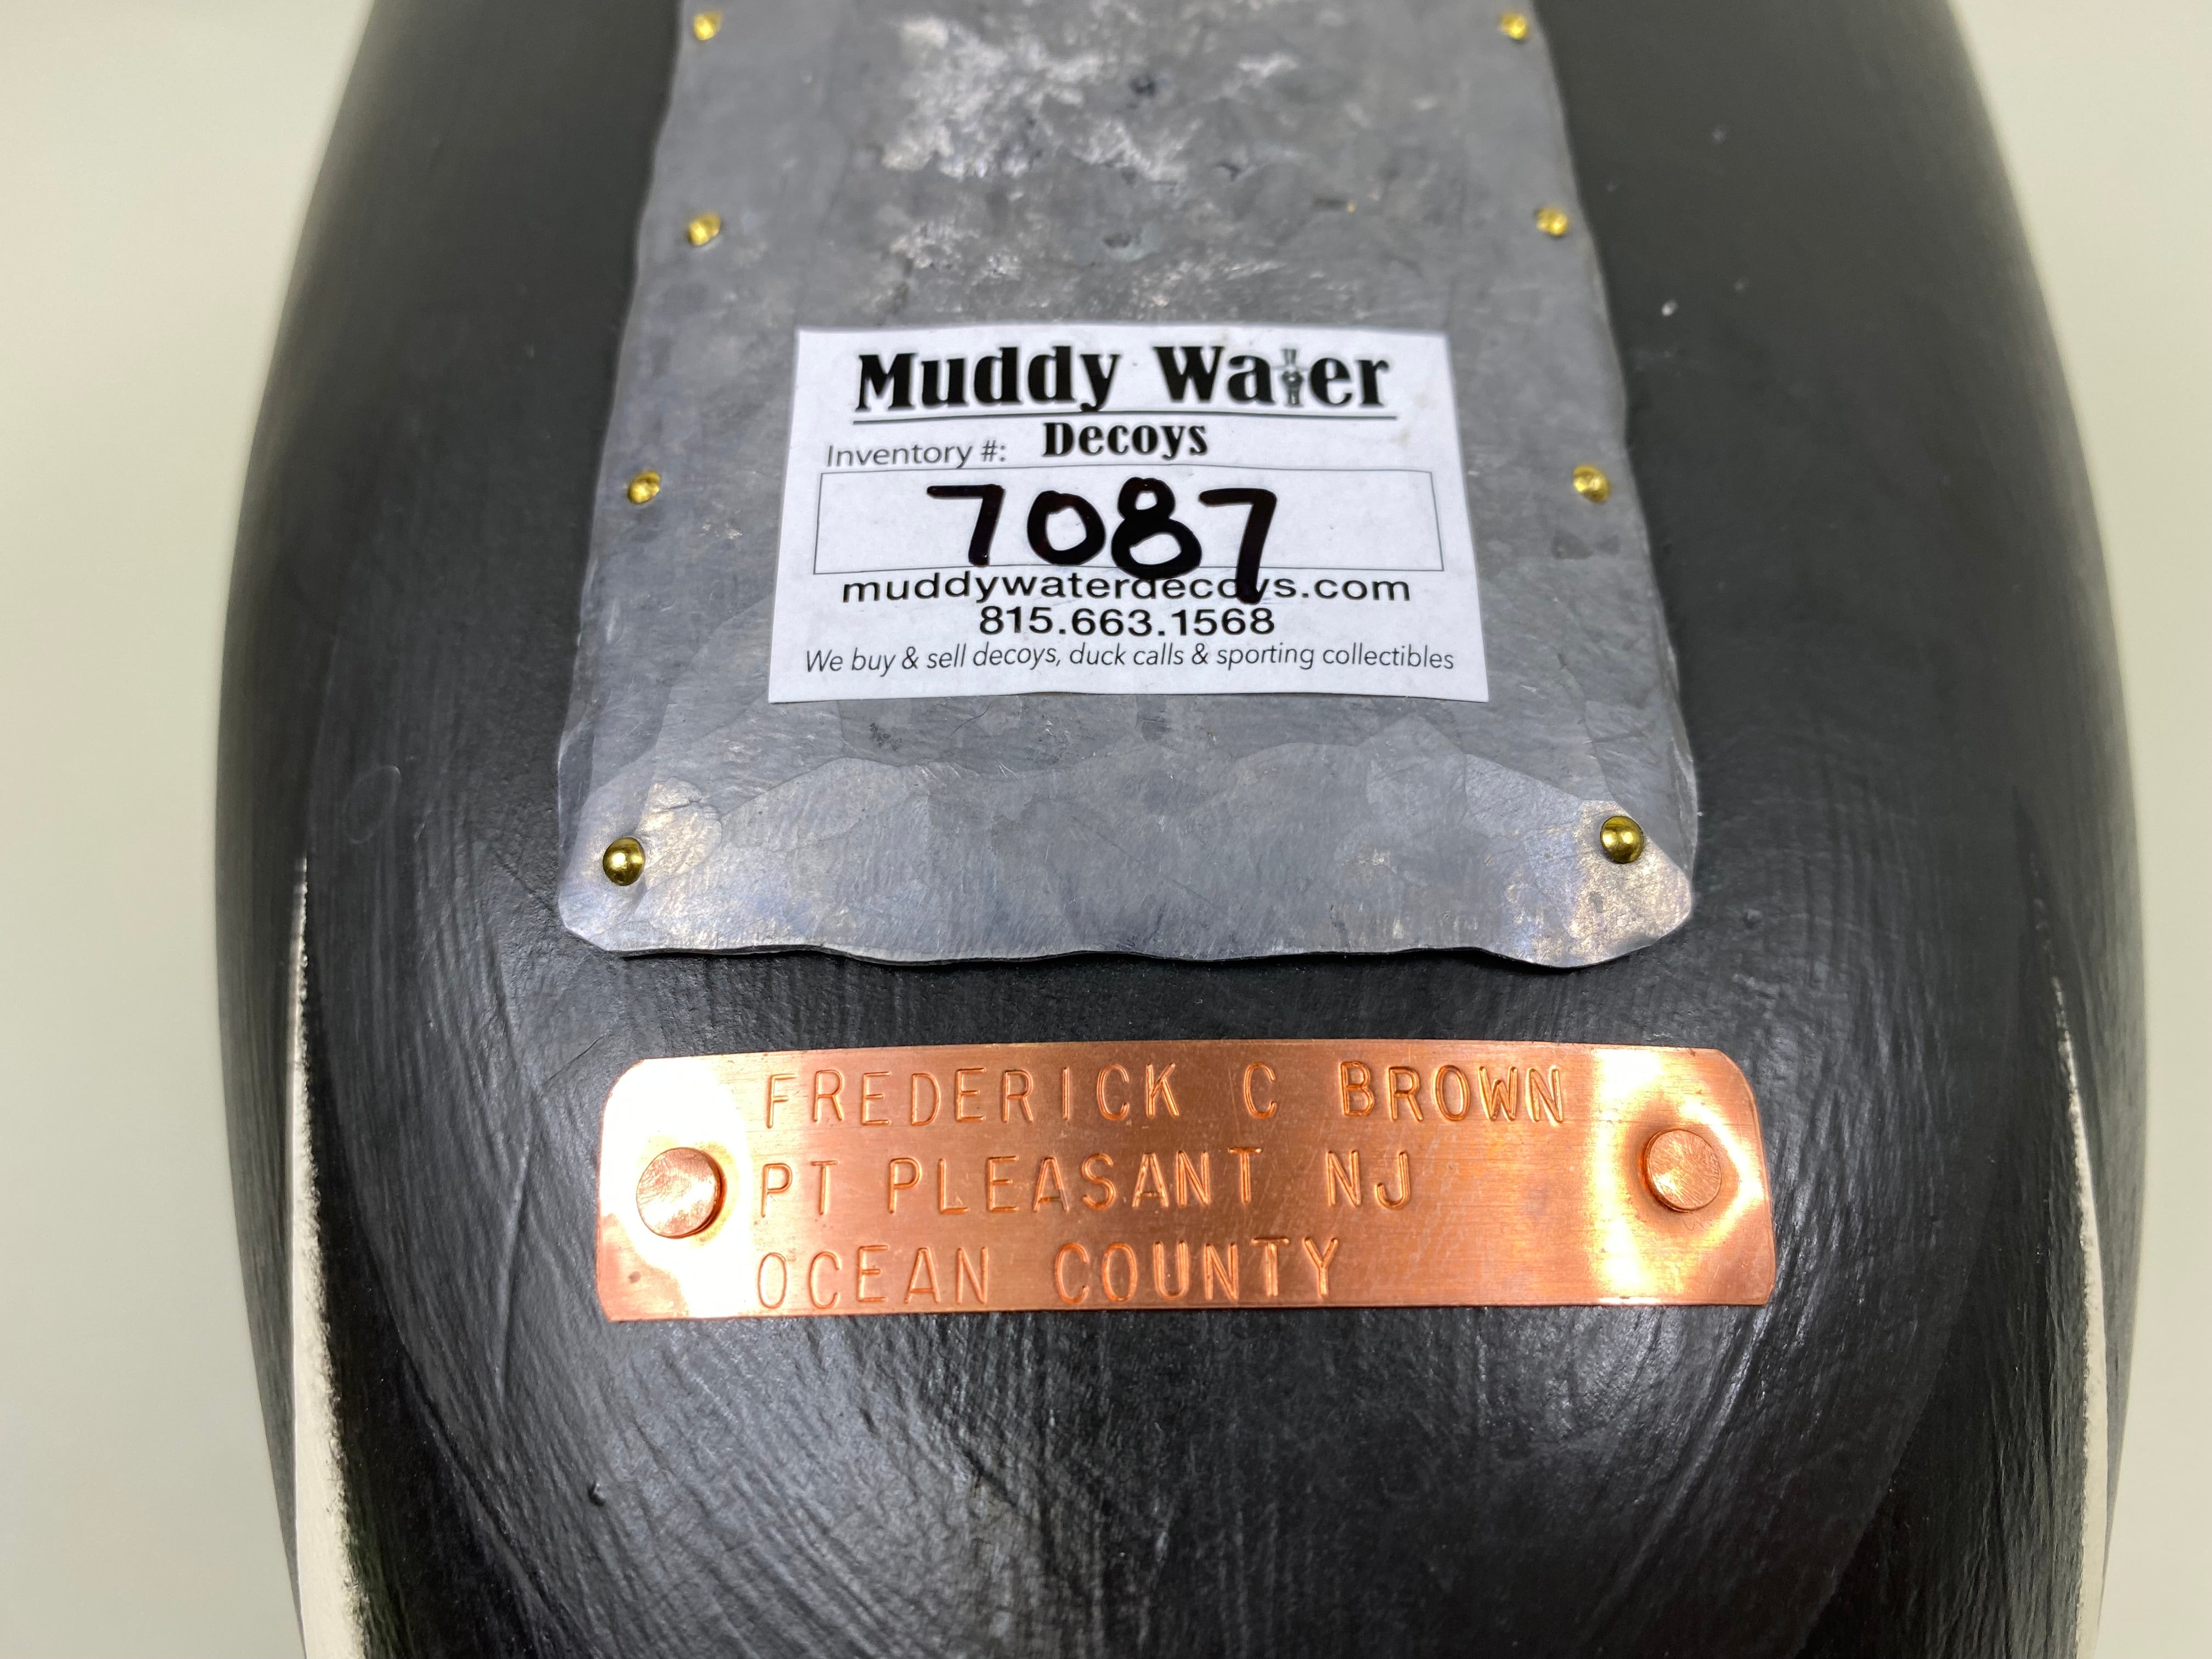 Muddy Water
Decoys
Inventory #:
7087
muddywaterdecoys.com
815.663.1568
We buy & sell decoys, duck calls & sporting collectibles
FREDERICK C BROWN
PT PLEASANT NJ
OCEAN COUNTY